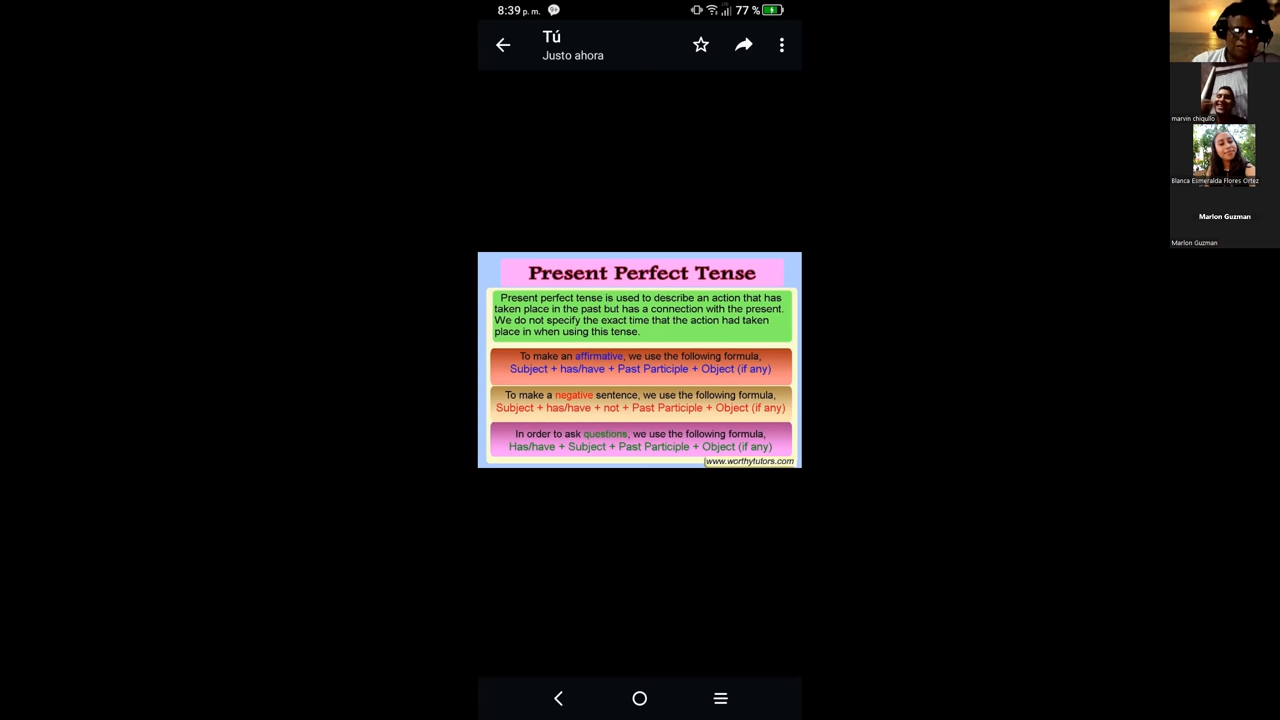 8:39 p. m.
77 %
Tú
Justo ahora
Present Perfect Tense
Present perfect tense is used to describe an action that has
taken place in the past but has a connection with the present.
We do not specify the exact time that the action had taken
place in when using this tense.
To make an affirmative, we use the following formula,
Subject + has/have + Past Participle + Object (if any)
To make a negative sentence, we use the following formula,
Subject + has/have + not + Past Participle + Object (if any)
In order to ask questions, we use the following formula,
Has/have + Subject + Past Participle + Object (if any)
www.worthytutors.com
marvin chiqullo
Blanca Esmeralda Flores Ortez
Marlon Guzman
Marlon Guzman